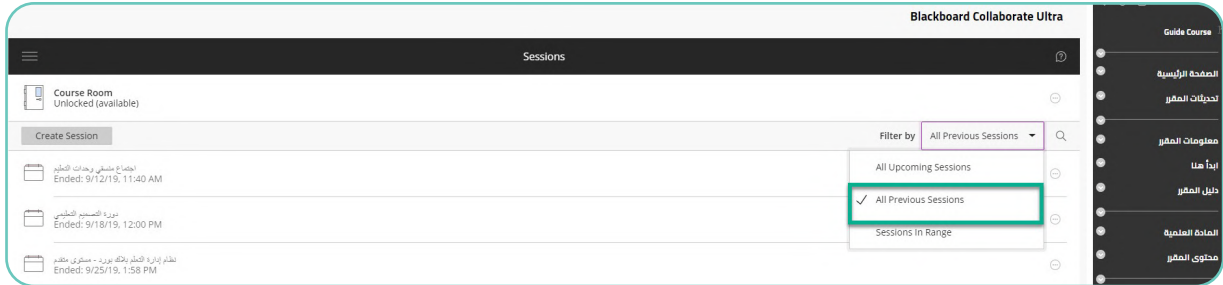 Blackboard Collaborate Ultra
Sessions
Course Room
Unlocked (available)
Create Session
Filter by All Previous Sessions
All Upcoming Sessions
All Previous Sessions
Sessions In Range
اجتماع منسقي وحدات التعليم
Ended: 9/12/19, 11:40 AM
دورة التصميم التعليمي
Ended: 9/18/19, 12:00 PM
نظام إدارة التعلم بلاك بورد - مستوى متقدم
Ended: 9/25/19, 1:58 PM
Guide Course
الصفحة الرئيسية
تحديثات المقرر
معلومات المقرر
ابدأ هنا
دليل المقرر
المادة العلمية
محتوى المقرر